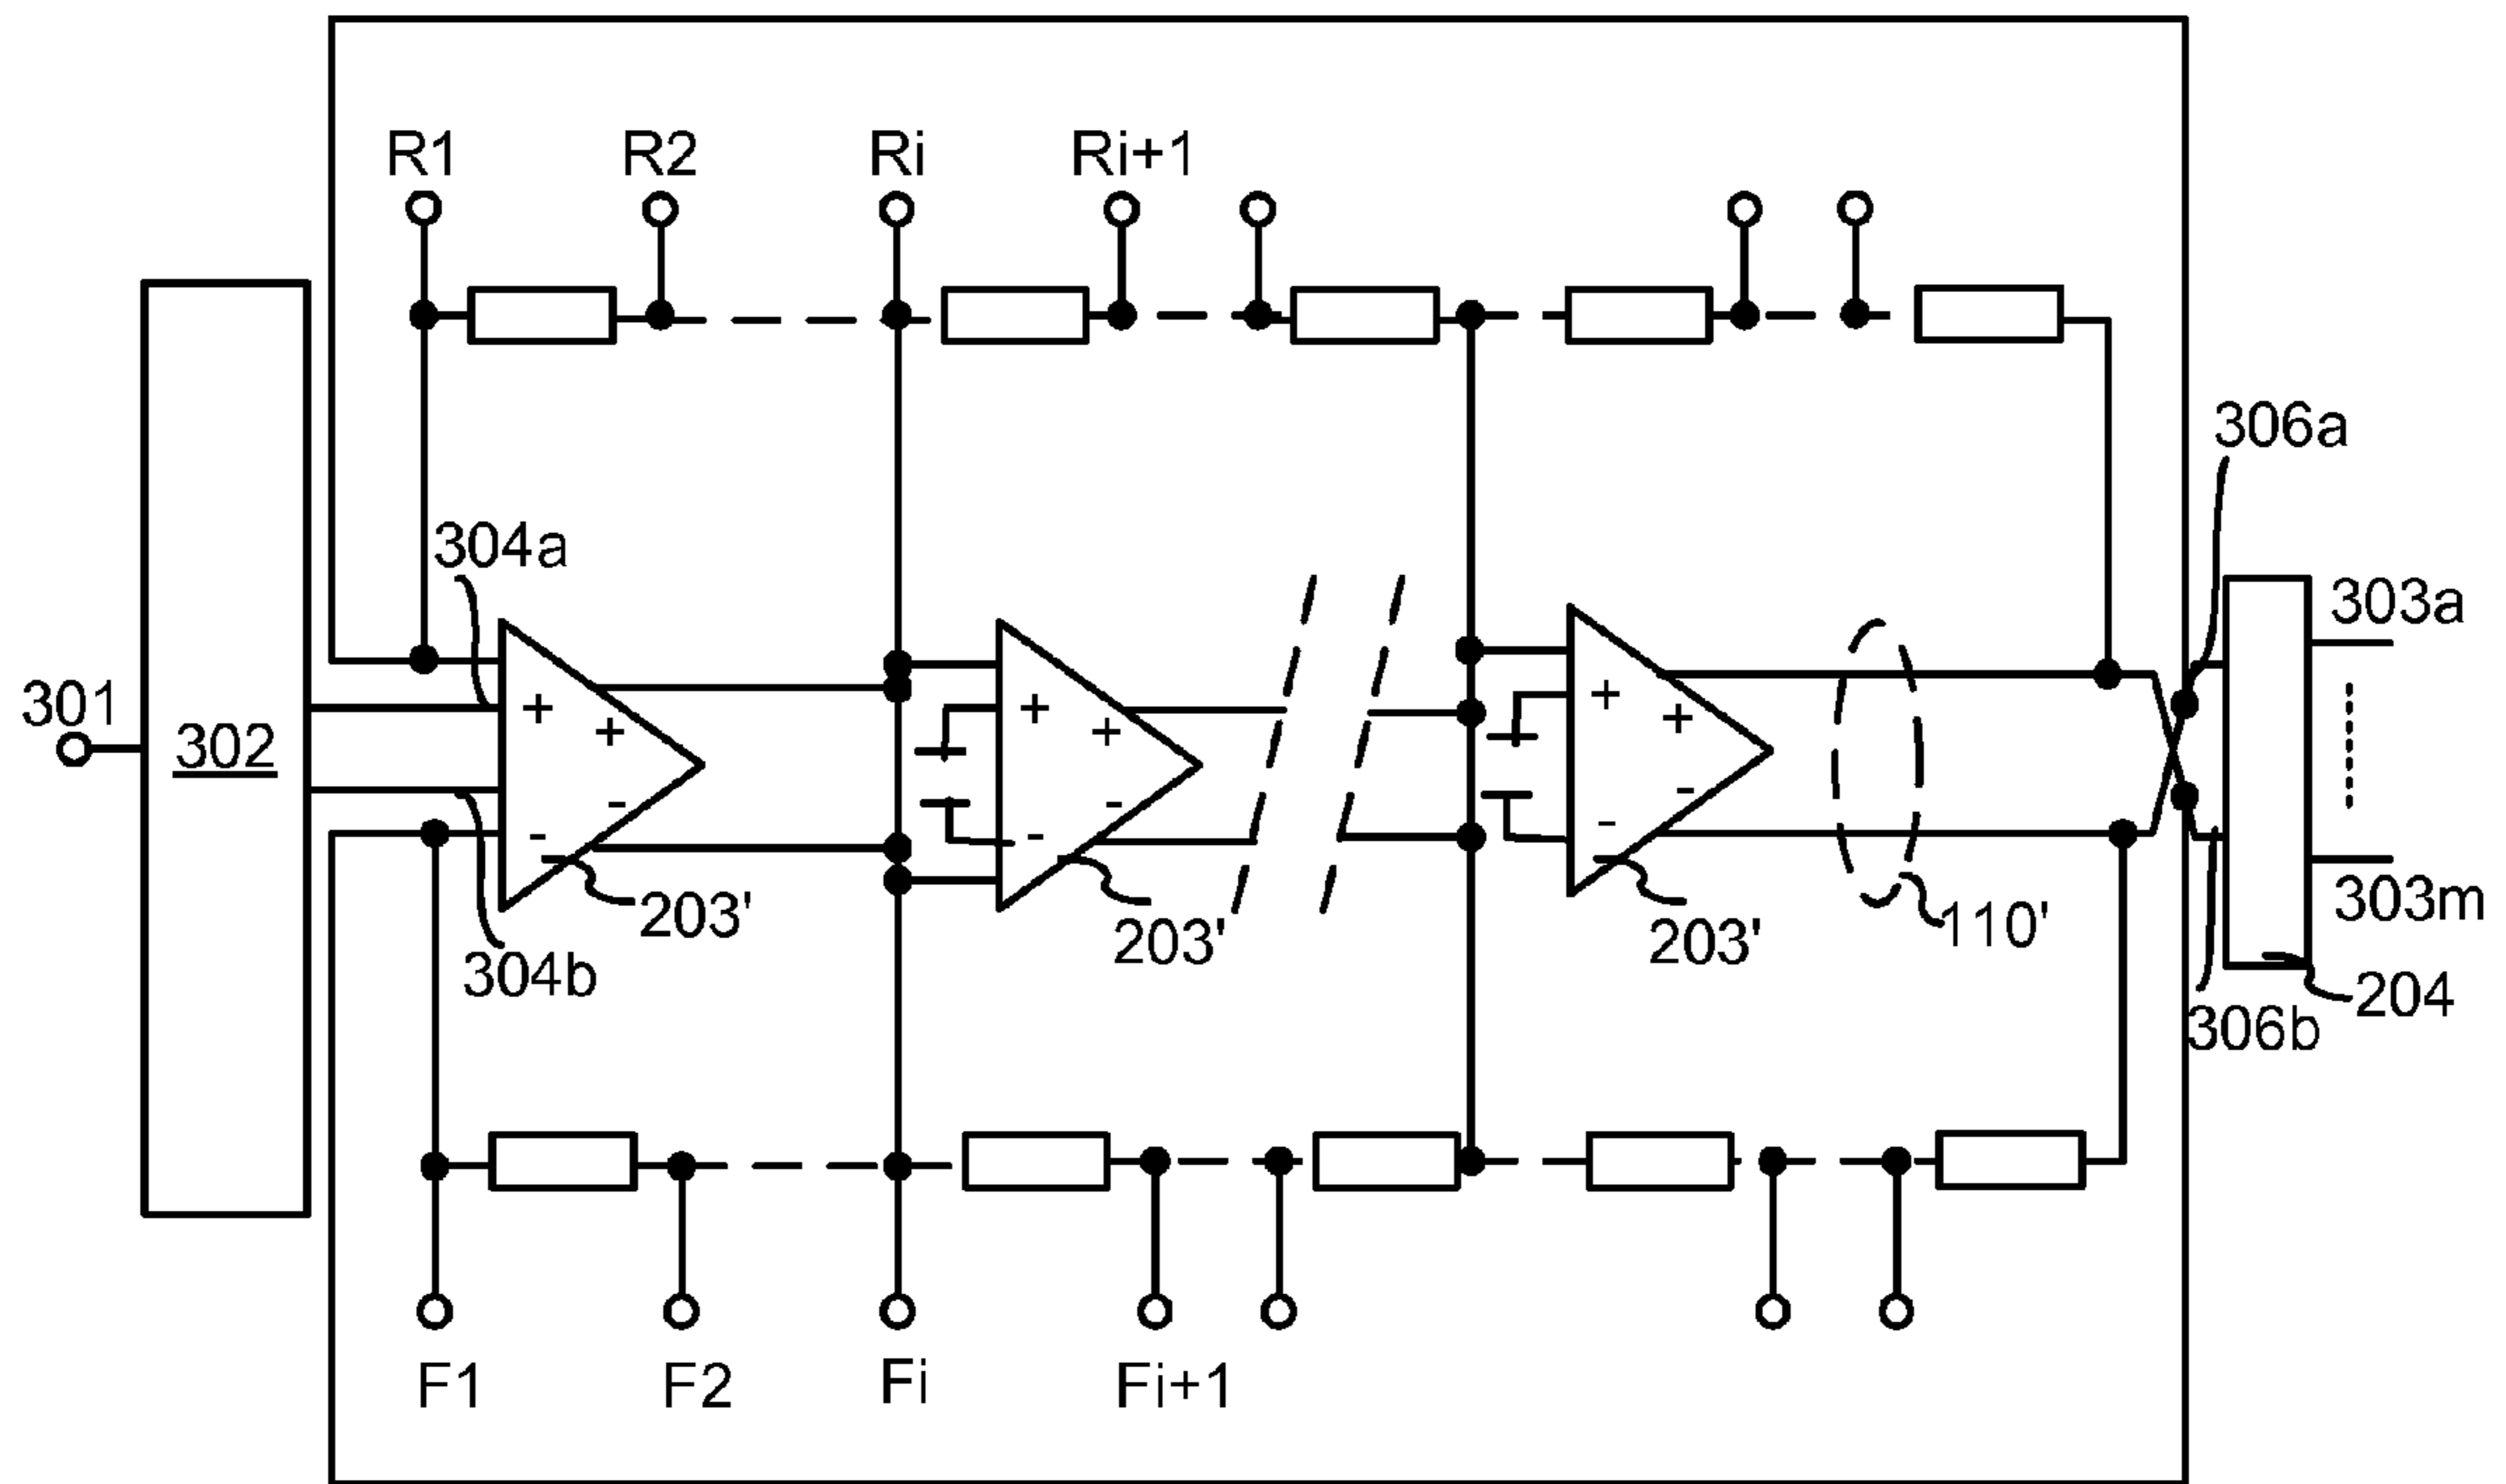 R1 R2 Ri Ri+1
306a
304a
303a
301
302
+ + + + + +
- - - - - -
203' 203' 203' 110' 303m
304b
204
306b
F1 F2 Fi Fi+1